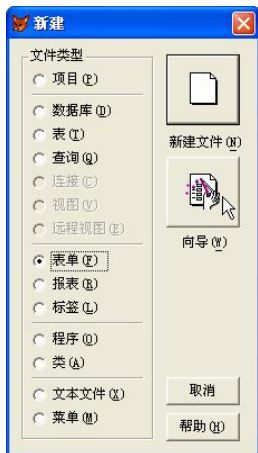 新建
文件类型
项目(P)
数据库(D)
表(T)
查询(Q)
连接(C)
视图(V)
远程视图(E)
表单(F)
报表(R)
标签(L)
程序(O)
类(A)
文本文件(X)
菜单(M)
新建文件(N)
向导(W)
取消
帮助(H)